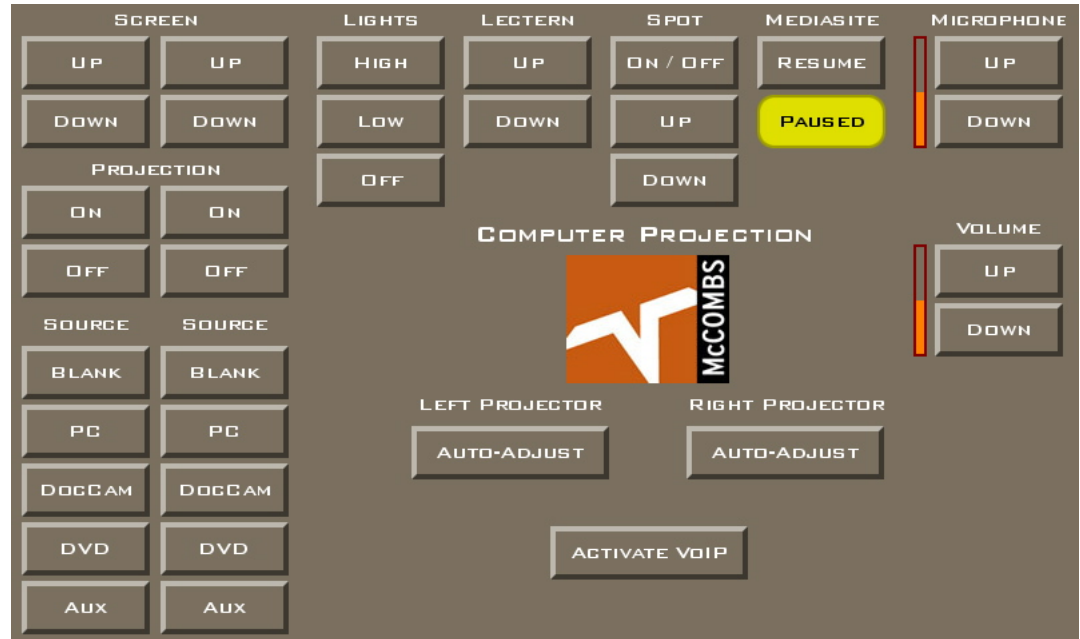 SCREEN LIGHTS LECTERN SPOT MEDIASITE MICROPHONE
UP UP HIGH UP ON / OFF RESUME UP
DOWN DOWN LOW DOWN UP PAUSED DOWN
PROJECTION
OFF DOWN
ON ON
COMPUTER PROJECTION
VOLUME
OFF OFF UP
McCOMBS
SOURCE SOURCE DOWN
BLANK BLANK
LEFT PROJECTOR RIGHT PROJECTOR
PC PC AUTO-ADJUST AUTO-ADJUST
DOCCAM DOCCAM
DVD DVD ACTIVATE VOIP
AUX AUX